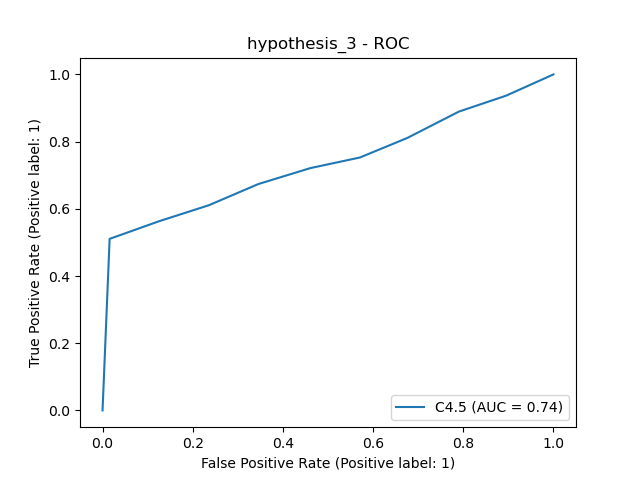 hypothesis_3 - ROC
1.0
0.8
0.6
0.4
0.2
0.0
True Positive Rate (Positive label: 1)
C4.5 (AUC = 0.74)
0.0 0.2 0.4 0.6 0.8 1.0
False Positive Rate (Positive label: 1)